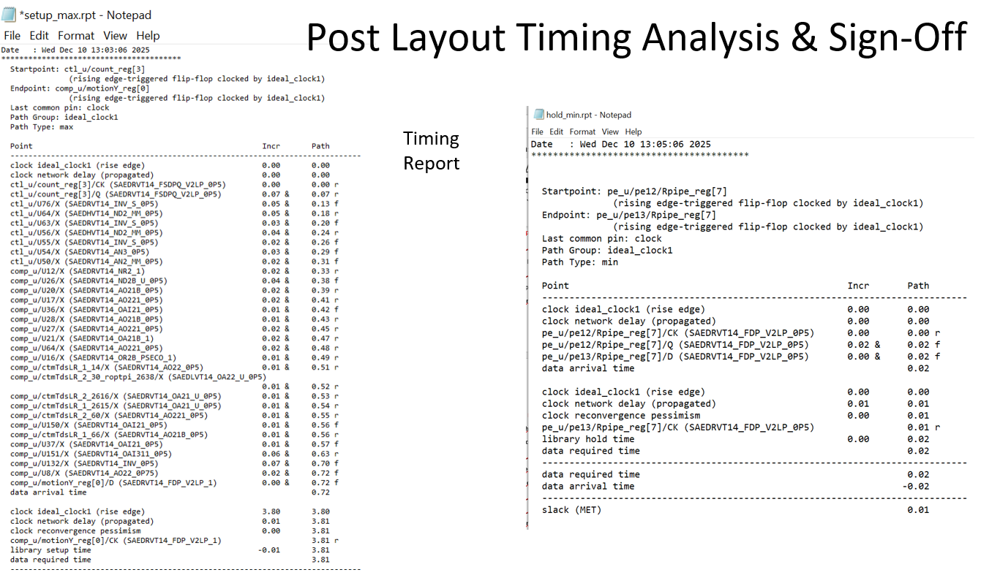 *setup_max.rpt - Notepad
File Edit Format View Help
Post Layout Timing Analysis & Sign-Off
Date   : Wed Dec 10 13:03:06 2025
****************************************
Startpoint: ctl_u/count_reg[3]
(rising edge-triggered flip-flop clocked by ideal_clock1)
Endpoint: comp_u/motionY_reg[0]
(rising edge-triggered flip-flop clocked by ideal_clock1)
Last common pin: clock
Path Group: ideal_clock1
Path Type: max
Point Incr Path
--------------------------------------------------------------------------
clock ideal_clock1 (rise edge) 0.00 0.00
clock network delay (propagated) 0.00 0.00
ctl_u/count_reg[3]/CK (SAEDRVT14_FSDPQ_V2LP_0P5) 0.00 0.00 r
ctl_u/count_reg[3]/Q (SAEDRVT14_FSDPQ_V2LP_0P5) 0.07 & 0.07 r
ctl_u/U76/X (SAEDRVT14_INV_S_0P5) 0.05 & 0.13 f
ctl_u/U64/X (SAEDHVT14_ND2_MM_0P5) 0.05 & 0.18 r
ctl_u/U63/X (SAEDRVT14_INV_S_0P5) 0.03 & 0.20 f
ctl_u/U56/X (SAEDHVT14_ND2_MM_0P5) 0.04 & 0.24 r
ctl_u/U55/X (SAEDRVT14_INV_S_0P5) 0.02 & 0.26 f
ctl_u/U54/X (SAEDRVT14_AN3_0P5) 0.03 & 0.29 f
ctl_u/U50/X (SAEDRVT14_AN2_MM_0P5) 0.02 & 0.31 f
comp_u/U12/X (SAEDRVT14_NR2_1) 0.02 & 0.33 r
comp_u/U26/X (SAEDRVT14_ND2B_U_0P5) 0.04 & 0.38 f
comp_u/U20/X (SAEDRVT14_AO21B_0P5) 0.02 & 0.39 r
comp_u/U17/X (SAEDRVT14_AO221_0P5) 0.02 & 0.41 r
comp_u/U36/X (SAEDRVT14_OAI21_0P5) 0.01 & 0.42 f
comp_u/U28/X (SAEDRVT14_AO21B_0P5) 0.01 & 0.43 r
comp_u/U27/X (SAEDRVT14_AO221_0P5) 0.02 & 0.45 r
comp_u/U21/X (SAEDRVT14_OA21B_1) 0.02 & 0.47 r
comp_u/U64/X (SAEDRVT14_AO221_0P5) 0.02 & 0.48 r
comp_u/U16/X (SAEDRVT14_OR2B_PSECO_1) 0.01 & 0.49 r
comp_u/ctmTdsLR_1_14/X (SAEDRVT14_AO22_0P5) 0.01 & 0.51 r
comp_u/ctmTdsLR_2_30_roptpi_2638/X (SAEDLVT14_OA22_U_0P5)
0.01 & 0.52 r
comp_u/ctmTdsLR_2_2616/X (SAEDRVT14_OA21_U_0P5) 0.01 & 0.53 r
comp_u/ctmTdsLR_1_2615/X (SAEDRVT14_OA21_U_0P5) 0.01 & 0.54 r
comp_u/ctmTdsLR_2_60/X (SAEDRVT14_AO221_0P5) 0.01 & 0.55 r
comp_u/U150/X (SAEDRVT14_OAI21_0P5) 0.01 & 0.56 f
comp_u/ctmTdsLR_1_66/X (SAEDRVT14_AO21B_0P5) 0.01 & 0.56 r
comp_u/U37/X (SAEDRVT14_OAI21_0P5) 0.01 & 0.57 f
comp_u/U151/X (SAEDRVT14_OAI311_0P5) 0.06 & 0.63 r
comp_u/U132/X (SAEDRVT14_INV_0P5) 0.07 & 0.70 f
comp_u/U8/X (SAEDRVT14_AO22_0P75) 0.02 & 0.72 f
comp_u/motionY_reg[0]/D (SAEDRVT14_FDP_V2LP_1) 0.00 & 0.72 f
data arrival time 0.72
clock ideal_clock1 (rise edge) 3.80 3.80
clock network delay (propagated) 0.01 3.81
clock reconvergence pessimism 0.00 3.81
comp_u/motionY_reg[0]/CK (SAEDRVT14_FDP_V2LP_1) 3.81 r
library setup time -0.01 3.81
data required time 3.81
--------------------------------------------------------------------------
Timing
Report
hold_min.rpt - Notepad
File Edit Format View Help
Date   : Wed Dec 10 13:05:06 2025
****************************************
Startpoint: pe_u/pe12/Rpipe_reg[7]
(rising edge-triggered flip-flop clocked by ideal_clock1)
Endpoint: pe_u/pe13/Rpipe_reg[7]
(rising edge-triggered flip-flop clocked by ideal_clock1)
Last common pin: clock
Path Group: ideal_clock1
Path Type: min
Point Incr Path
--------------------------------------------------------------------------
clock ideal_clock1 (rise edge) 0.00 0.00
clock network delay (propagated) 0.00 0.00
pe_u/pe12/Rpipe_reg[7]/CK (SAEDRVT14_FDP_V2LP_0P5) 0.00 0.00 r
pe_u/pe12/Rpipe_reg[7]/Q (SAEDRVT14_FDP_V2LP_0P5) 0.02 & 0.02 f
pe_u/pe13/Rpipe_reg[7]/D (SAEDRVT14_FDP_V2LP_0P5) 0.00 & 0.02 f
data arrival time 0.02
clock ideal_clock1 (rise edge) 0.00 0.00
clock network delay (propagated) 0.01 0.01
clock reconvergence pessimism 0.00 0.01
pe_u/pe13/Rpipe_reg[7]/CK (SAEDRVT14_FDP_V2LP_0P5) 0.01 r
library hold time 0.00 0.02
data required time 0.02
--------------------------------------------------------------------------
data required time 0.02
data arrival time -0.02
--------------------------------------------------------------------------
slack (MET) 0.01